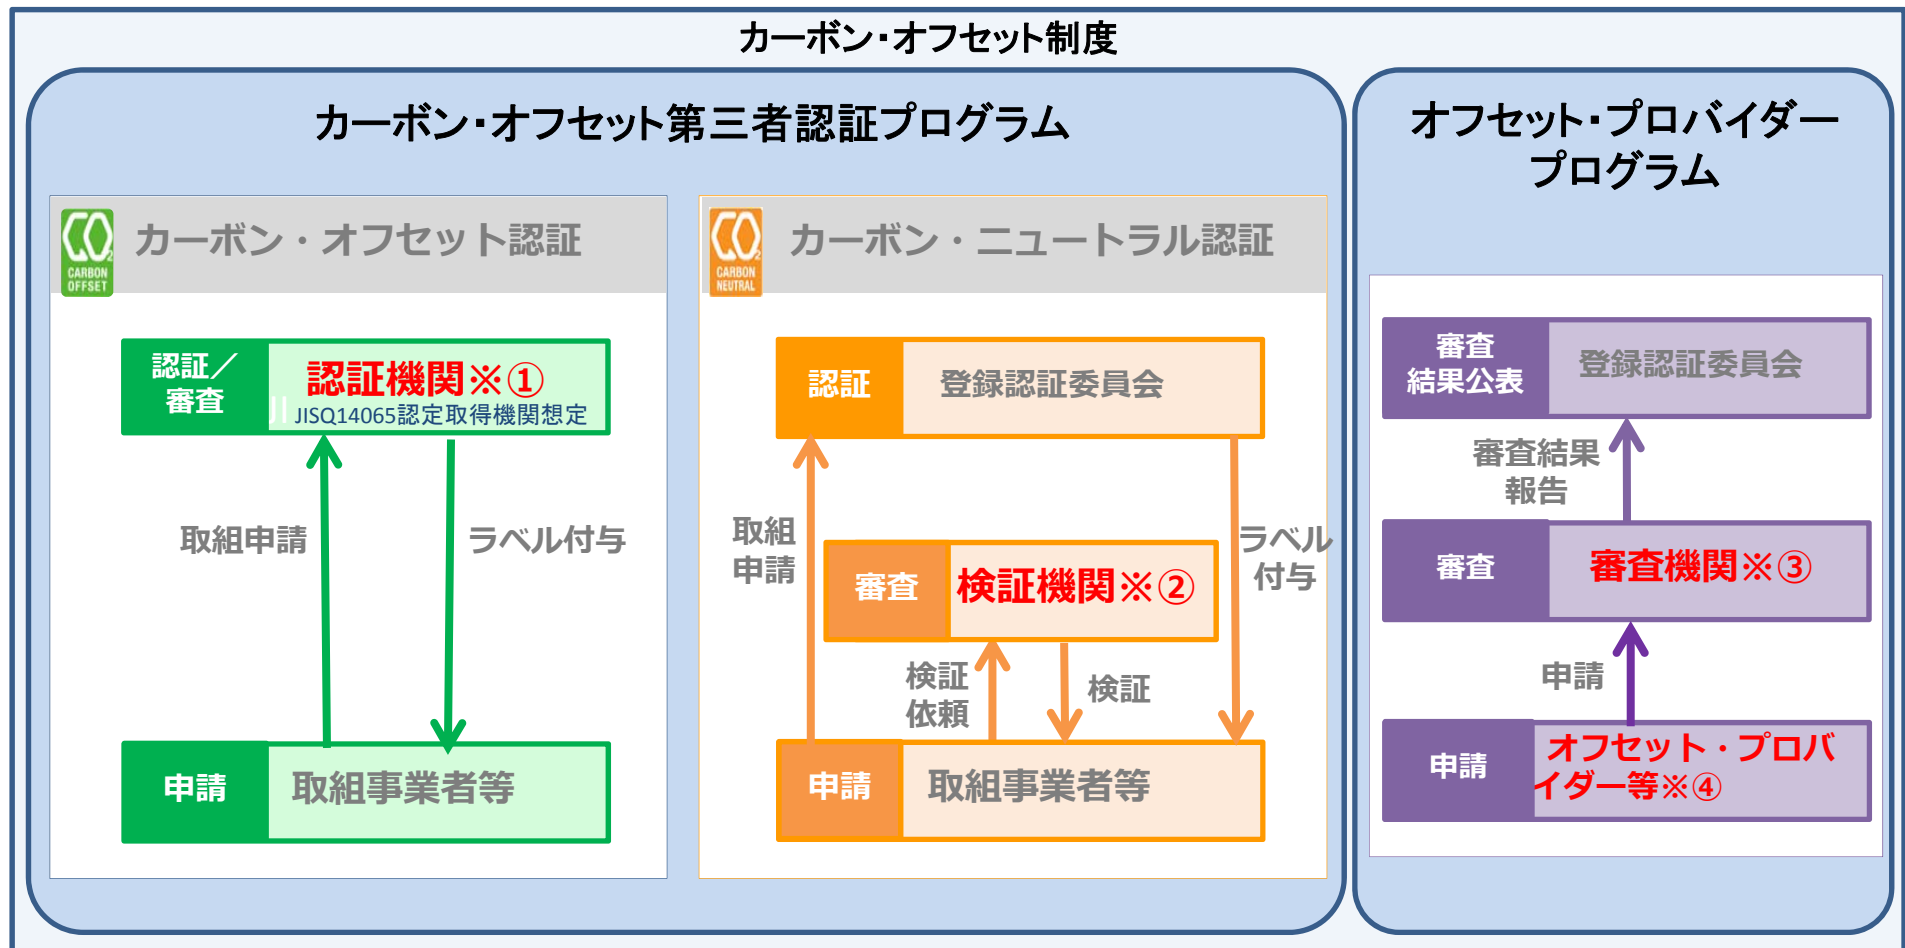 カーボン・オフセット制度
カーボン・オフセット第三者認証プログラム
CO2
CARBON
OFFSET
カーボン・オフセット認証
認証／
審査
認証機関※①
JISQ14065認定取得機関想定
取組申請
ラベル付与
申請
取組事業者等
CO2
CARBON
NEUTRAL
カーボン・ニュートラル認証
認証
登録認証委員会
取組
申請
審査
検証機関※②
ラベル
付与
検証
依頼
検証
申請
取組事業者等
オフセット・プロバイダー
プログラム
審査
結果公表
登録認証委員会
審査結果
報告
審査
審査機関※③
申請
申請
オフセット・プロバ
イダー等※④